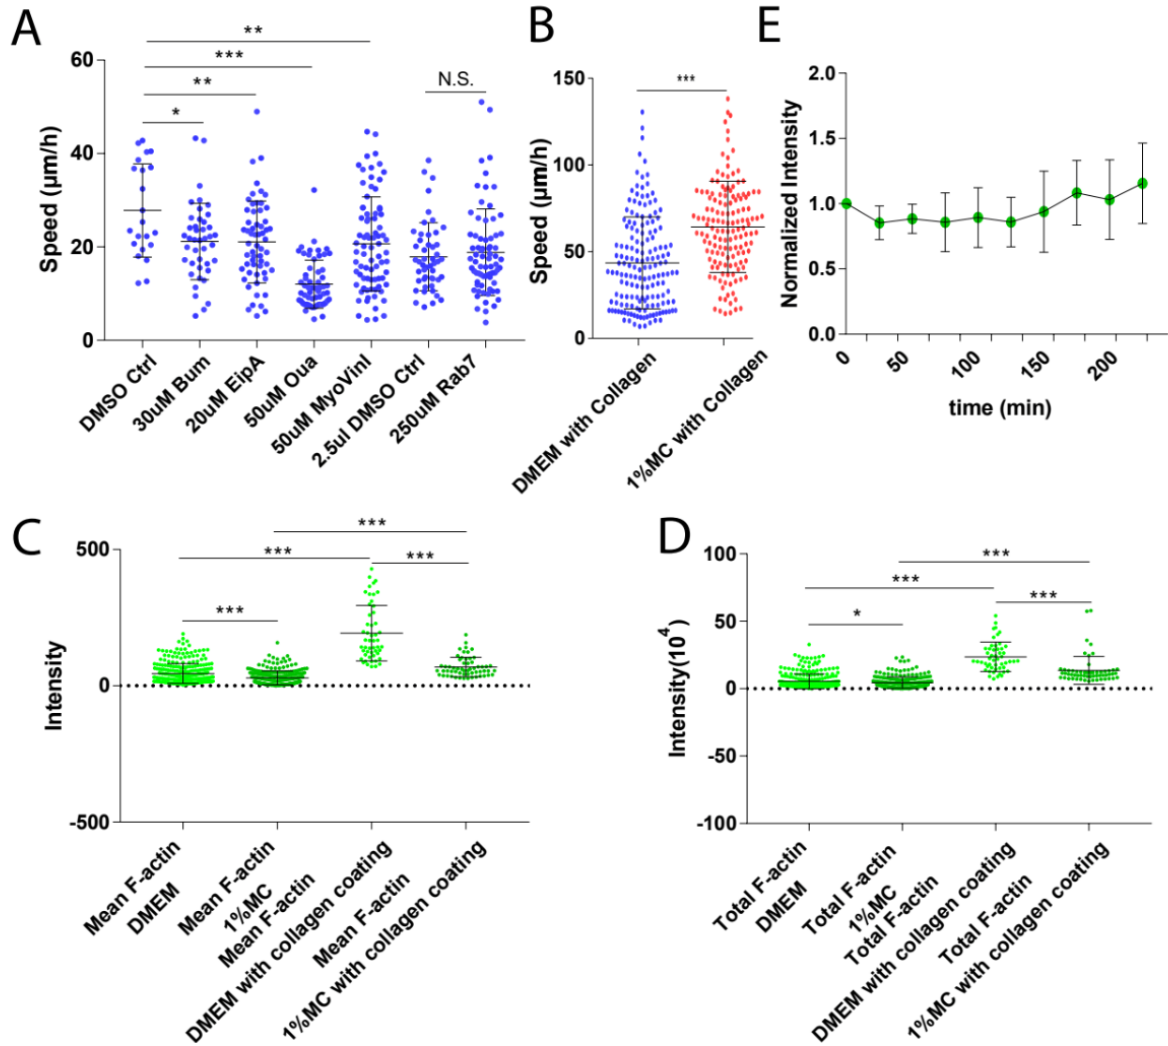 A
**
***
**
*
N.S.
Speed (μm/h)
60
40
20
0
DMSO Ctrl
30uM Bum
20uM EipA
50uM Oua
50uM MyoVinI
2.5ul DMSO Ctrl
250uM Rab7
B
***
Speed (μm/h)
150
100
50
0
DMEM with Collagen
1%MC with Collagen
E
Normalized Intensity
2.0
1.5
1.0
0.5
0.0
0
50
100
150
200
time (min)
C
***
***
***
***
Intensity
500
0
-500
Mean F-actin
DMEM
Mean F-actin
1%MC
Mean F-actin
DMEM with collagen coating
Mean F-actin
1%MC with collagen coating
D
***
***
***
*
Intensity(10⁴)
100
50
0
-50
-100
Total F-actin
DMEM
Total F-actin
1%MC
Total F-actin
DMEM with collagen coating
Total F-actin
1%MC with collagen coating